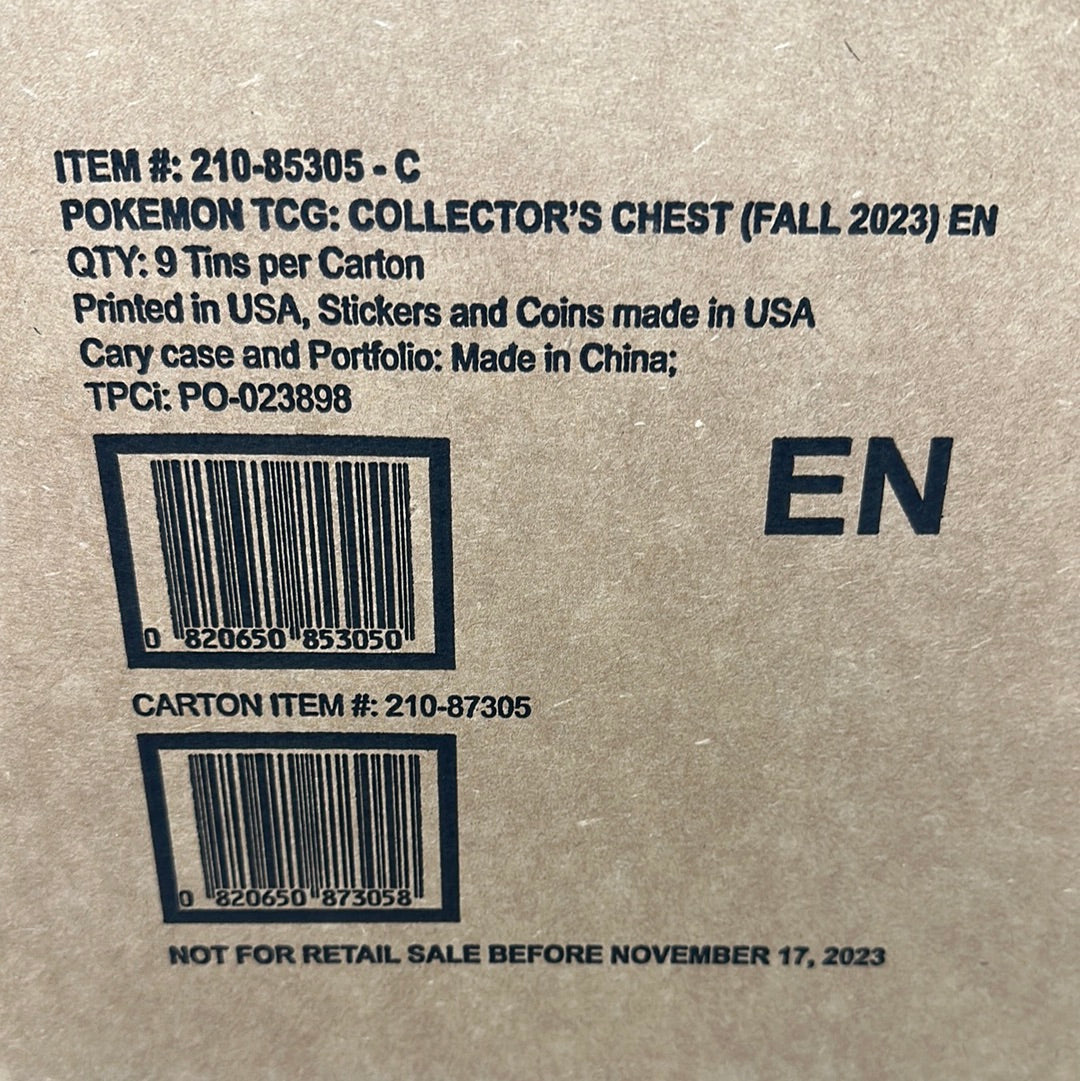 ITEM #: 210-85305 - C
POKEMON TCG: COLLECTOR'S CHEST (FALL 2023) EN
QTY: 9 Tins per Carton
Printed in USA, Stickers and Coins made in USA
Cary case and Portfolio: Made in China;
TPCi: PO-023898
EN
0 820650 853050
CARTON ITEM #: 210-87305
0 820650 873058
NOT FOR RETAIL SALE BEFORE NOVEMBER 17, 2023